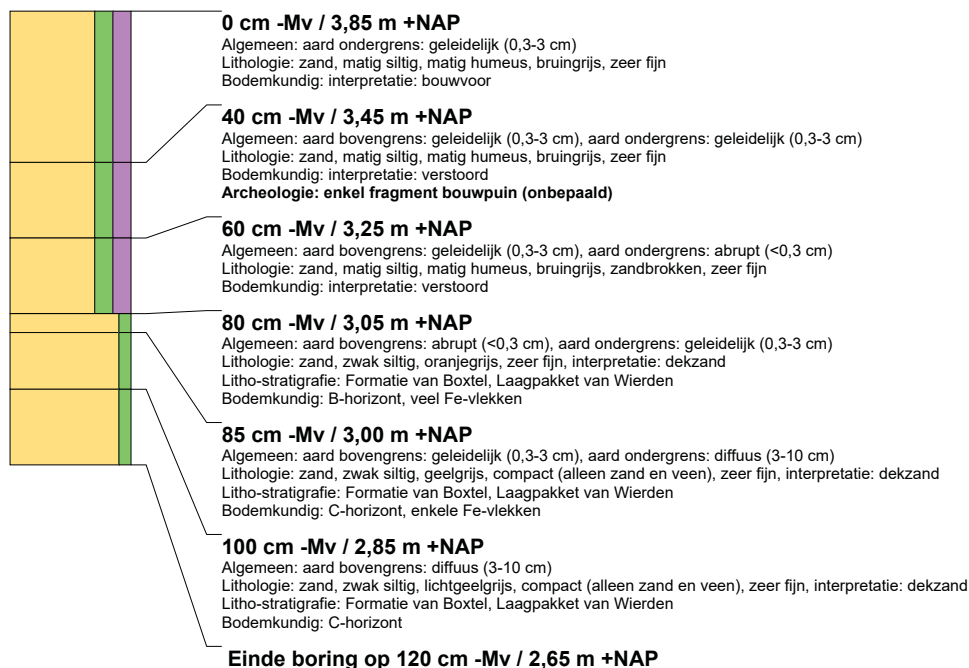 0 cm -Mv / 3,85 m +NAP
Algemeen: aard ondergrens: geleidelijk (0,3-3 cm)
Lithologie: zand, matig siltig, matig humeus, bruingrijs, zeer fijn
Bodemkundig: interpretatie: bouwvoor
40 cm -Mv / 3,45 m +NAP
Algemeen: aard bovengrens: geleidelijk (0,3-3 cm), aard ondergrens: geleidelijk (0,3-3 cm)
Lithologie: zand, matig siltig, matig humeus, bruingrijs, zeer fijn
Bodemkundig: interpretatie: verstoord
Archeologie: enkel fragment bouwpuin (onbepaald)
60 cm -Mv / 3,25 m +NAP
Algemeen: aard bovengrens: geleidelijk (0,3-3 cm), aard ondergrens: abrupt (<0,3 cm)
Lithologie: zand, matig siltig, matig humeus, bruingrijs, zandbrokken, zeer fijn
Bodemkundig: interpretatie: verstoord
80 cm -Mv / 3,05 m +NAP
Algemeen: aard bovengrens: abrupt (<0,3 cm), aard ondergrens: geleidelijk (0,3-3 cm)
Lithologie: zand, zwak siltig, oranjegrijs, zeer fijn, interpretatie: dekzand
Litho-stratigrafie: Formatie van Boxtel, Laagpakket van Wierden
Bodemkundig: B-horizont, veel Fe-vlekken
85 cm -Mv / 3,00 m +NAP
Algemeen: aard bovengrens: geleidelijk (0,3-3 cm), aard ondergrens: diffuus (3-10 cm)
Lithologie: zand, zwak siltig, geelgrijs, compact (alleen zand en veen), zeer fijn, interpretatie: dekzand
Litho-stratigrafie: Formatie van Boxtel, Laagpakket van Wierden
Bodemkundig: C-horizont, enkele Fe-vlekken
100 cm -Mv / 2,85 m +NAP
Algemeen: aard bovengrens: diffuus (3-10 cm)
Lithologie: zand, zwak siltig, lichtgeelgrijs, compact (alleen zand en veen), zeer fijn, interpretatie: dekzand
Litho-stratigrafie: Formatie van Boxtel, Laagpakket van Wierden
Bodemkundig: C-horizont
Einde boring op 120 cm -Mv / 2,65 m +NAP